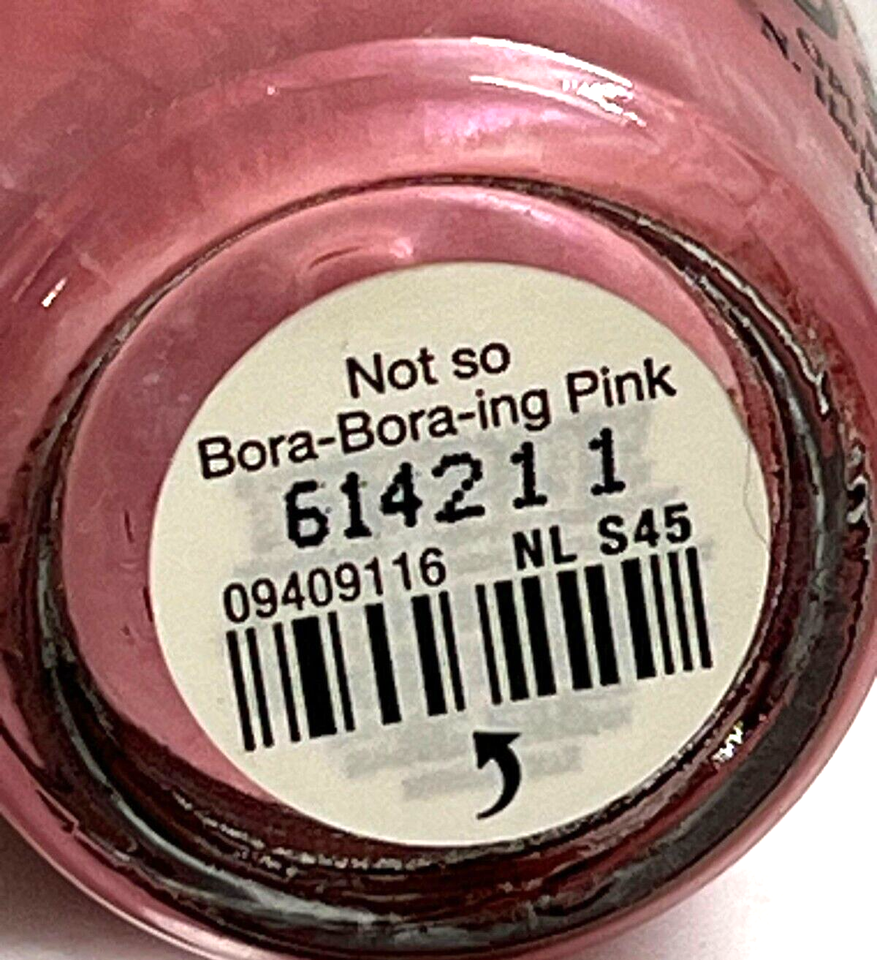 Not so
Bora-Bora-ing Pink
614211
09409116 NL S45